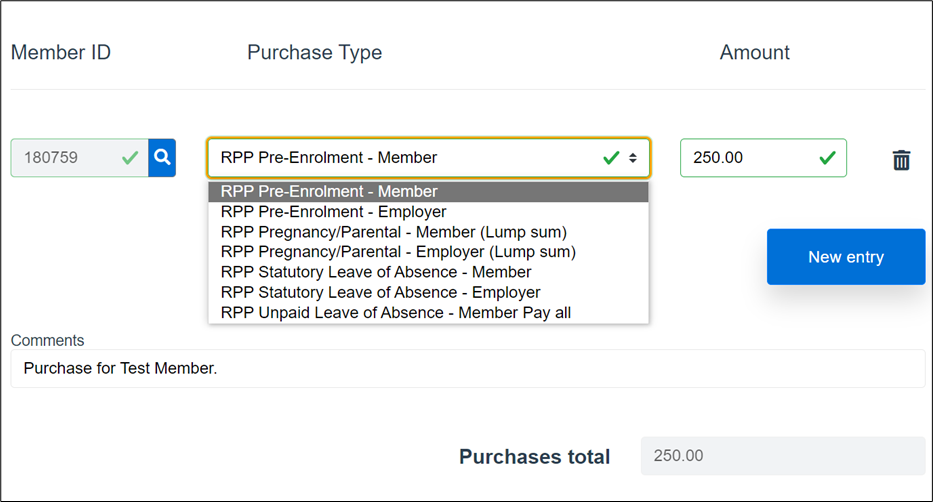 Member ID Purchase Type Amount
180759 RPP Pre-Enrolment - Member 250.00
RPP Pre-Enrolment - Member
RPP Pre-Enrolment - Employer
RPP Pregnancy/Parental - Member (Lump sum)
RPP Pregnancy/Parental - Employer (Lump sum)
RPP Statutory Leave of Absence - Member
RPP Statutory Leave of Absence - Employer
RPP Unpaid Leave of Absence - Member Pay all
New entry
Comments
Purchase for Test Member.
Purchases total 250.00